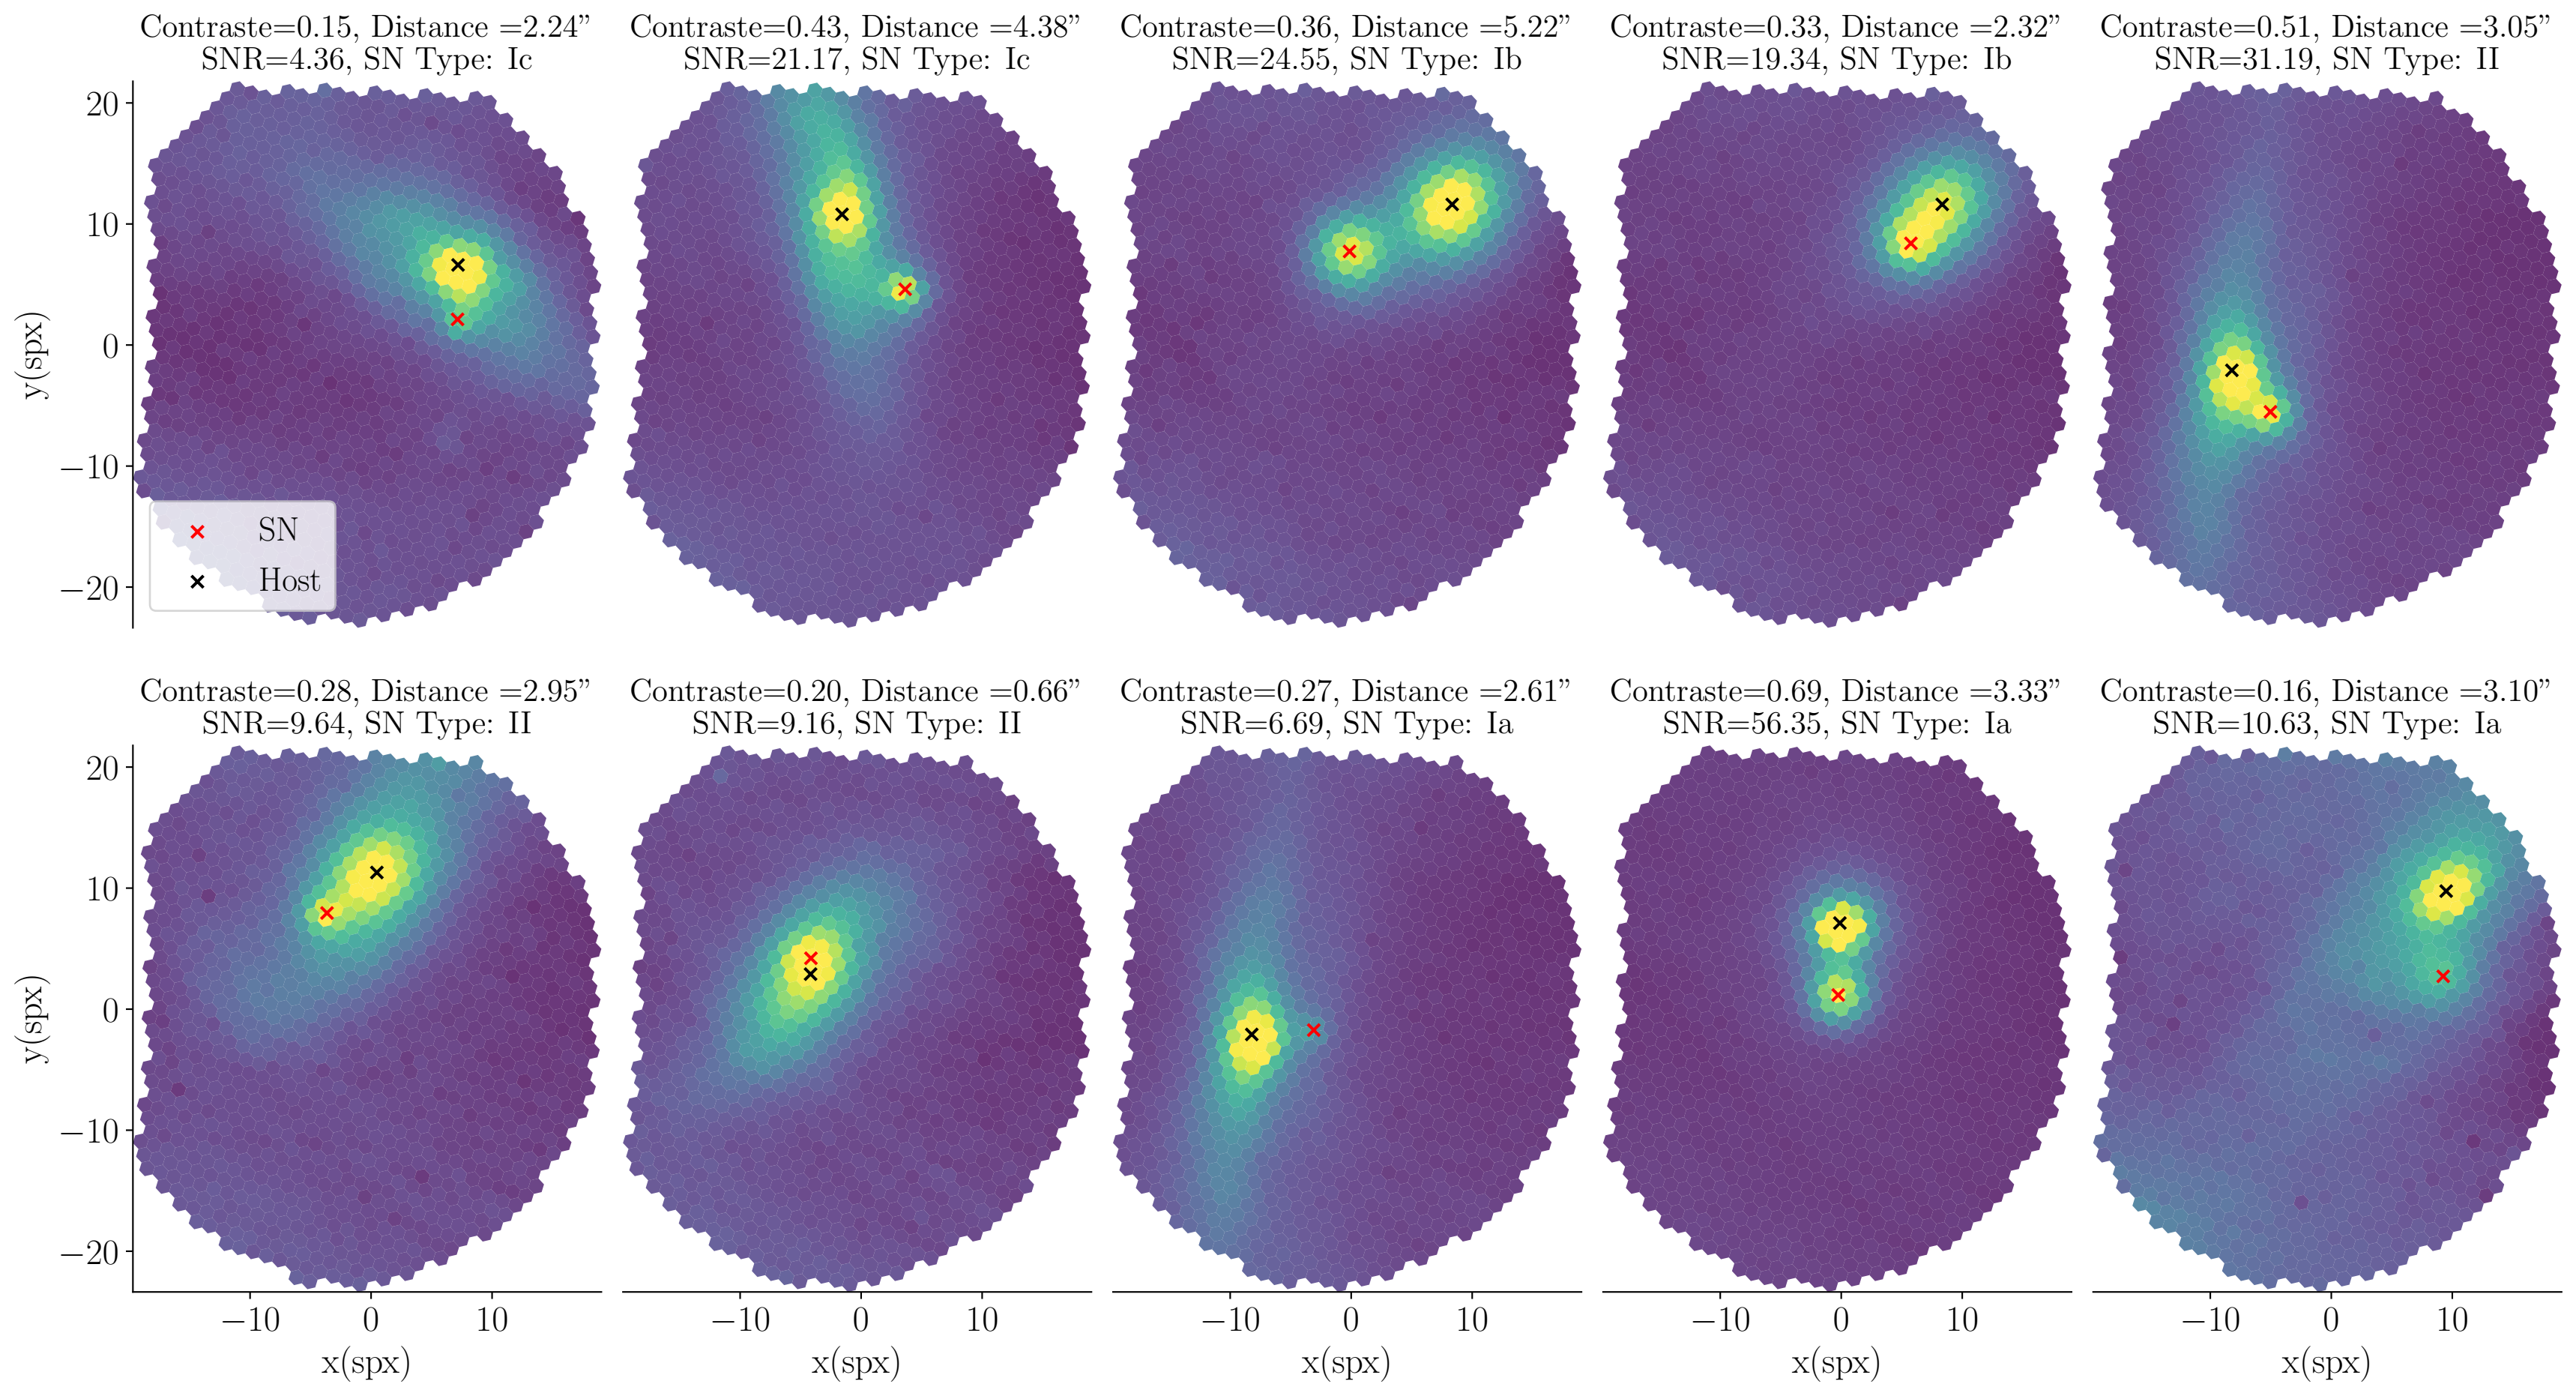 Contraste=0.15, Distance =2.24”
SNR=4.36, SN Type: Ic
Contraste=0.43, Distance =4.38”
SNR=21.17, SN Type: Ic
Contraste=0.36, Distance =5.22”
SNR=24.55, SN Type: Ib
Contraste=0.33, Distance =2.32”
SNR=19.34, SN Type: Ib
Contraste=0.51, Distance =3.05”
SNR=31.19, SN Type: II
20
10
0
−10
−20
y(spx)
SN
Host
Contraste=0.28, Distance =2.95”
SNR=9.64, SN Type: II
Contraste=0.20, Distance =0.66”
SNR=9.16, SN Type: II
Contraste=0.27, Distance =2.61”
SNR=6.69, SN Type: Ia
Contraste=0.69, Distance =3.33”
SNR=56.35, SN Type: Ia
Contraste=0.16, Distance =3.10”
SNR=10.63, SN Type: Ia
20
10
0
−10
−20
y(spx)
−10 0 10
−10 0 10
−10 0 10
−10 0 10
−10 0 10
x(spx)
x(spx)
x(spx)
x(spx)
x(spx)